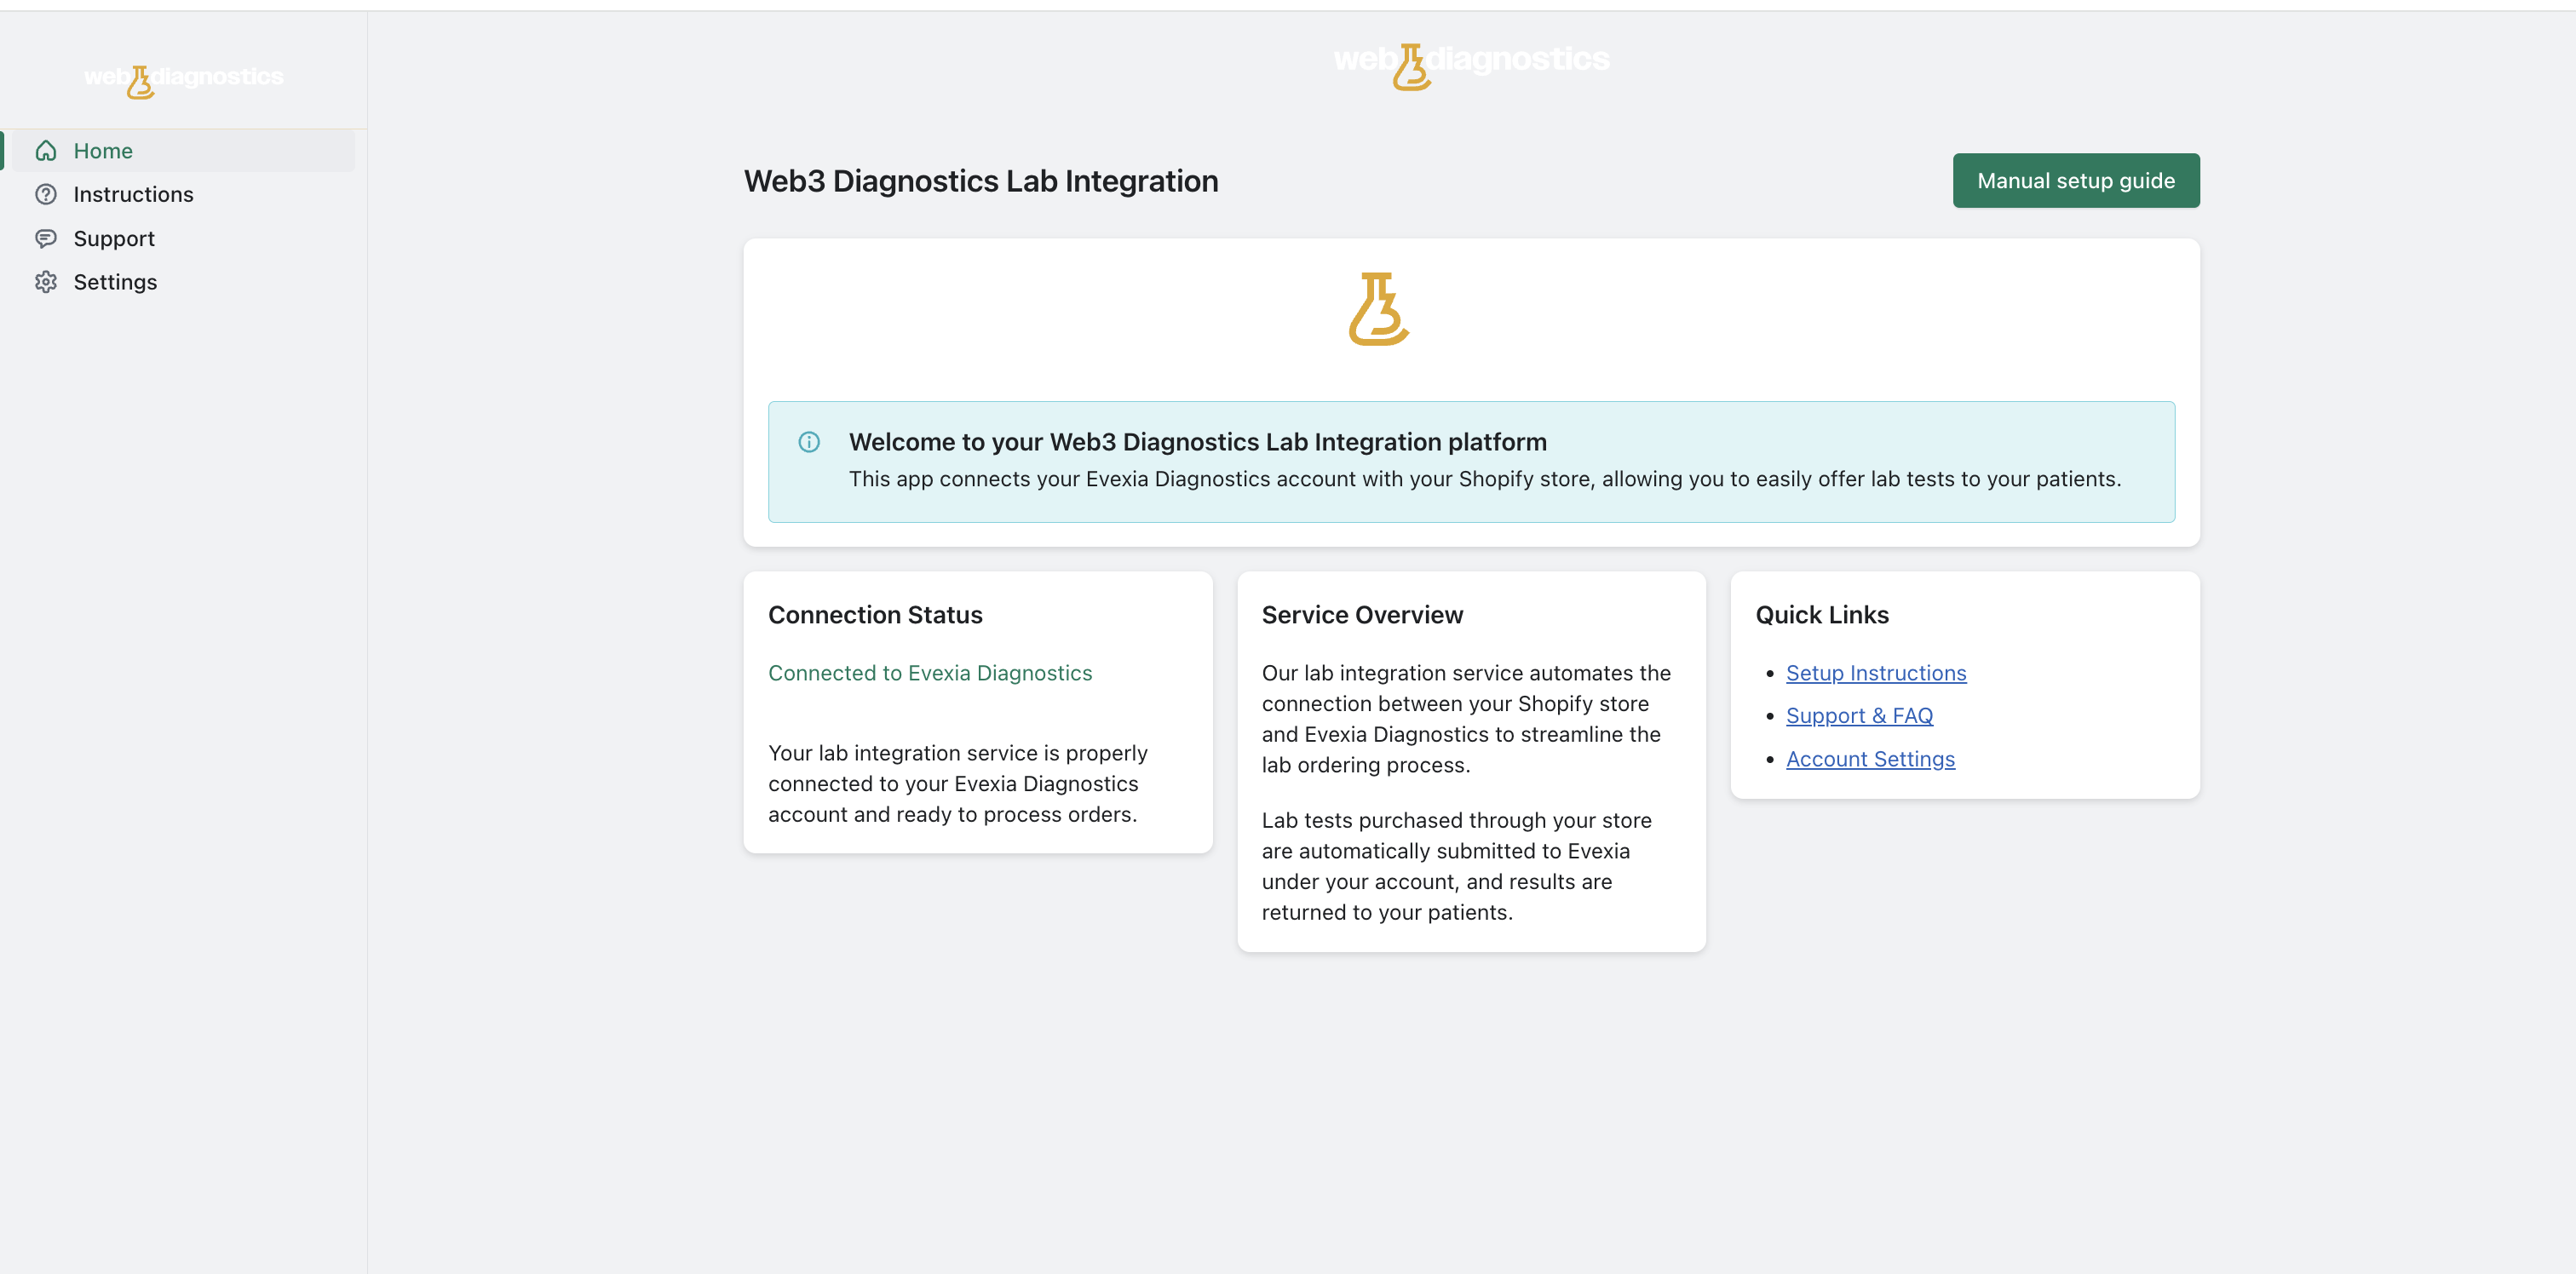 web3diagnostics
Home
Instructions
Support
Settings
web3diagnostics
Web3 Diagnostics Lab Integration
Manual setup guide
Welcome to your Web3 Diagnostics Lab Integration platform
This app connects your Evexia Diagnostics account with your Shopify store, allowing you to easily offer lab tests to your patients.
Connection Status
Connected to Evexia Diagnostics
Your lab integration service is properly
connected to your Evexia Diagnostics
account and ready to process orders.
Service Overview
Our lab integration service automates the
connection between your Shopify store
and Evexia Diagnostics to streamline the
lab ordering process.
Lab tests purchased through your store
are automatically submitted to Evexia
under your account, and results are
returned to your patients.
Quick Links
Setup Instructions
Support & FAQ
Account Settings